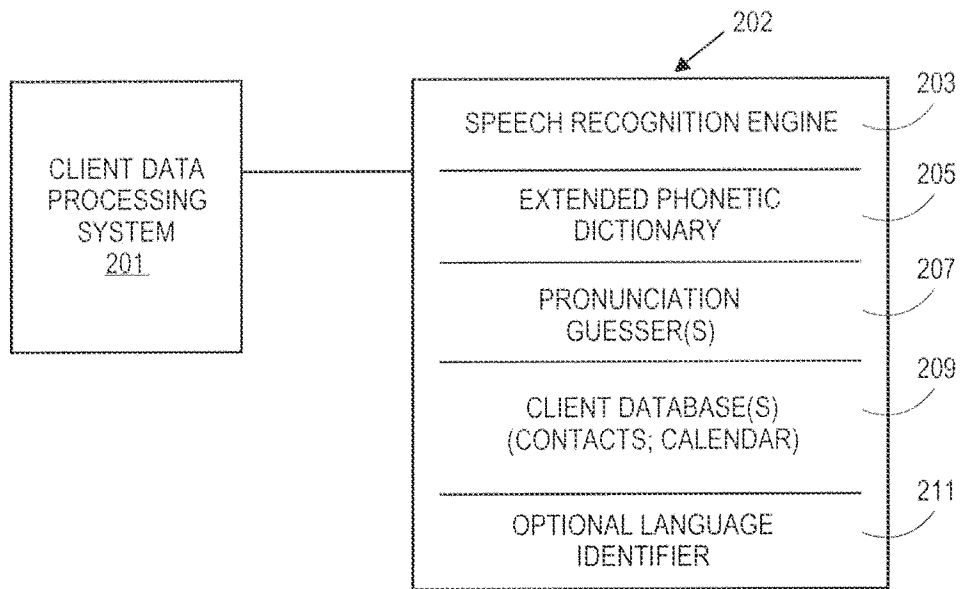 202
203
SPEECH RECOGNITION ENGINE
205
EXTENDED PHONETIC
DICTIONARY
CLIENT DATA
PROCESSING
SYSTEM
201
207
PRONUNCIATION
GUESSER(S)
209
CLIENT DATABASE(S)
(CONTACTS; CALENDAR)
211
OPTIONAL LANGUAGE
IDENTIFIER